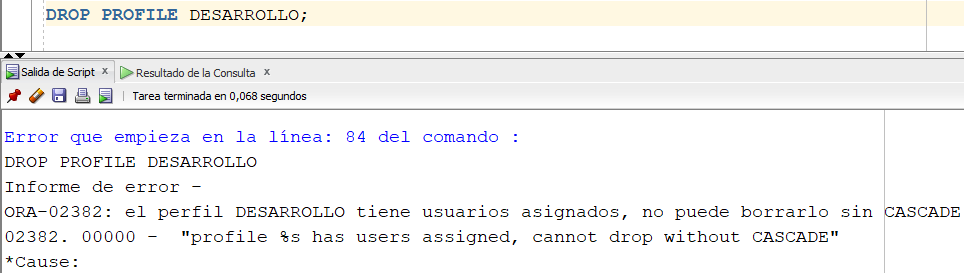 DROP PROFILE DESARROLLO;
Salida de Script x Resultado de la Consulta x
Tarea terminada en 0,068 segundos
Error que empieza en la línea: 84 del comando :
DROP PROFILE DESARROLLO
Informe de error -
ORA-02382: el perfil DESARROLLO tiene usuarios asignados, no puede borrarlo sin CASCADE
02382. 00000 -  "profile %s has users assigned, cannot drop without CASCADE"
*Cause: